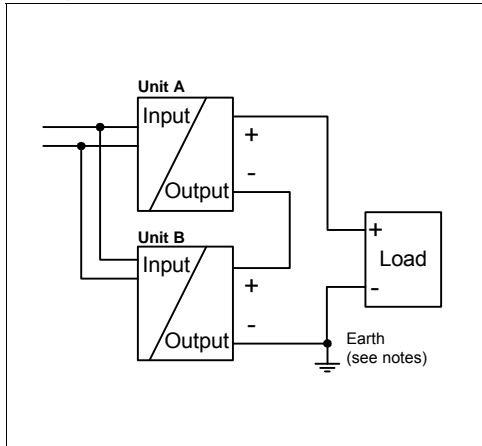 Unit A
Input
+
-
Output
Unit B
Input
+
-
Output
+
Load
-
Earth
(see notes)